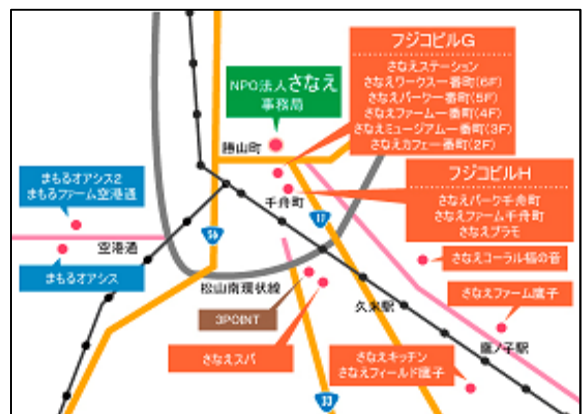 フジコビルG
さなえステーション
さなえワークス一番町(6F)
さなえパーク一番町(5F)
さなえファーム一番町(4F)
さなえミュージアム一番町(3F)
さなえカフェ一番町(2F)
NPO法人さなえ
事務局
勝山町
フジコビルH
さなえパーク千舟町
さなえファーム千舟町
さなえプラモ
千舟町
まもるオアシス2
まもるファーム空港通
空港通
まもるオアシス
56
11
さなえコーラル福の音
松山南環状線
3POINT
久米駅
さなえファーム鷹子
鷹ノ子駅
さなえスパ
さなえキッチン
さなえフィールド鷹子
33